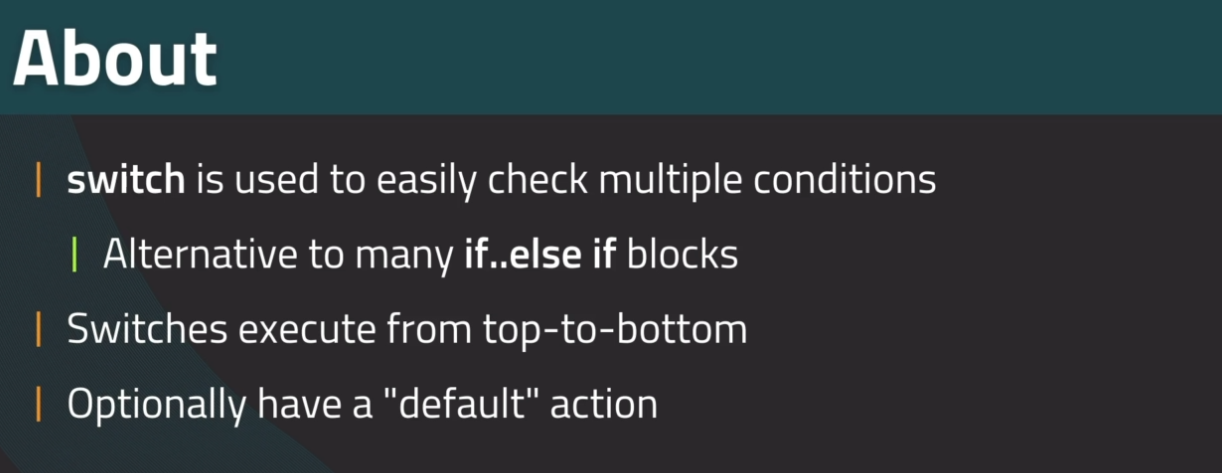 About
switch is used to easily check multiple conditions
Alternative to many if..else if blocks
Switches execute from top-to-bottom
Optionally have a "default" action